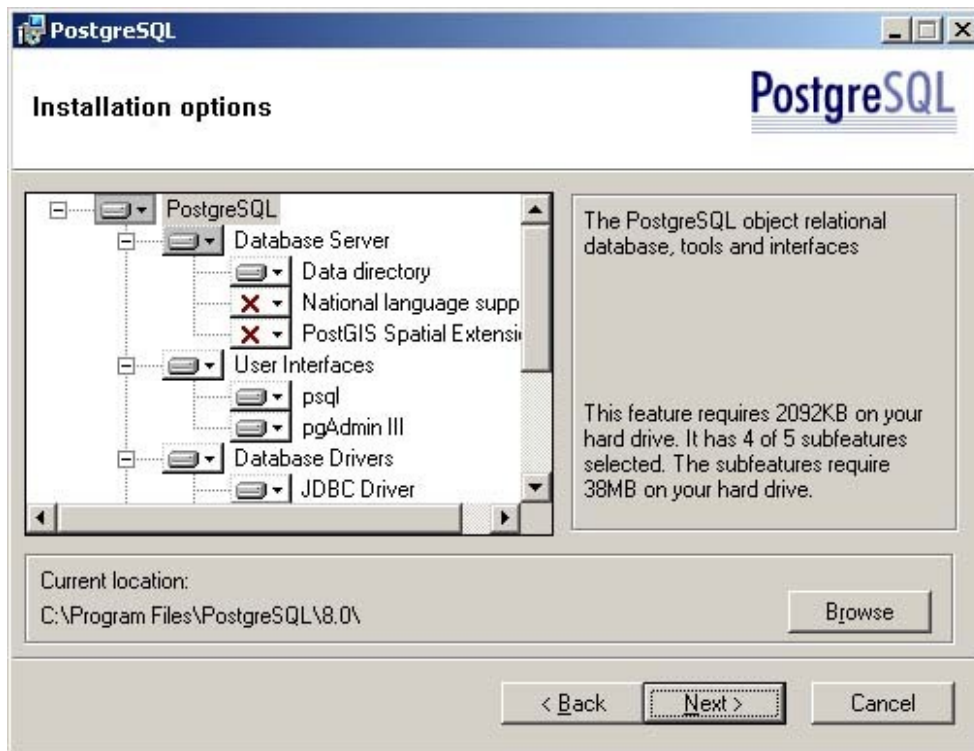 PostgreSQL
Installation options
PostgreSQL
PostgreSQL
Database Server
Data directory
National language supp
PostGIS Spatial Extensi
User Interfaces
psql
pgAdmin III
Database Drivers
JDBC Driver
The PostgreSQL object relational
database, tools and interfaces
This feature requires 2092KB on your
hard drive. It has 4 of 5 subfeatures
selected. The subfeatures require
38MB on your hard drive.
Current location:
C:\Program Files\PostgreSQL\8.0\
Browse
< Back
Next >
Cancel